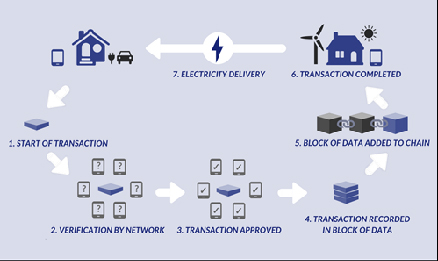 7. ELECTRICITY DELIVERY
6. TRANSACTION COMPLETED
1. START OF TRANSACTION
5. BLOCK OF DATA ADDED TO CHAIN
? ? ? ? ? ?
2. VERIFICATION BY NETWORK
✓ ✓ ✓ ✓ ✓ ✓
3. TRANSACTION APPROVED
4. TRANSACTION RECORDED
IN BLOCK OF DATA